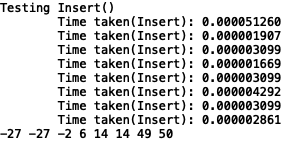 Testing Insert()
Time taken(Insert): 0.000051260
Time taken(Insert): 0.000001907
Time taken(Insert): 0.000003099
Time taken(Insert): 0.000001669
Time taken(Insert): 0.000003099
Time taken(Insert): 0.000004292
Time taken(Insert): 0.000003099
Time taken(Insert): 0.000002861
-27 -27 -2 6 14 14 49 50